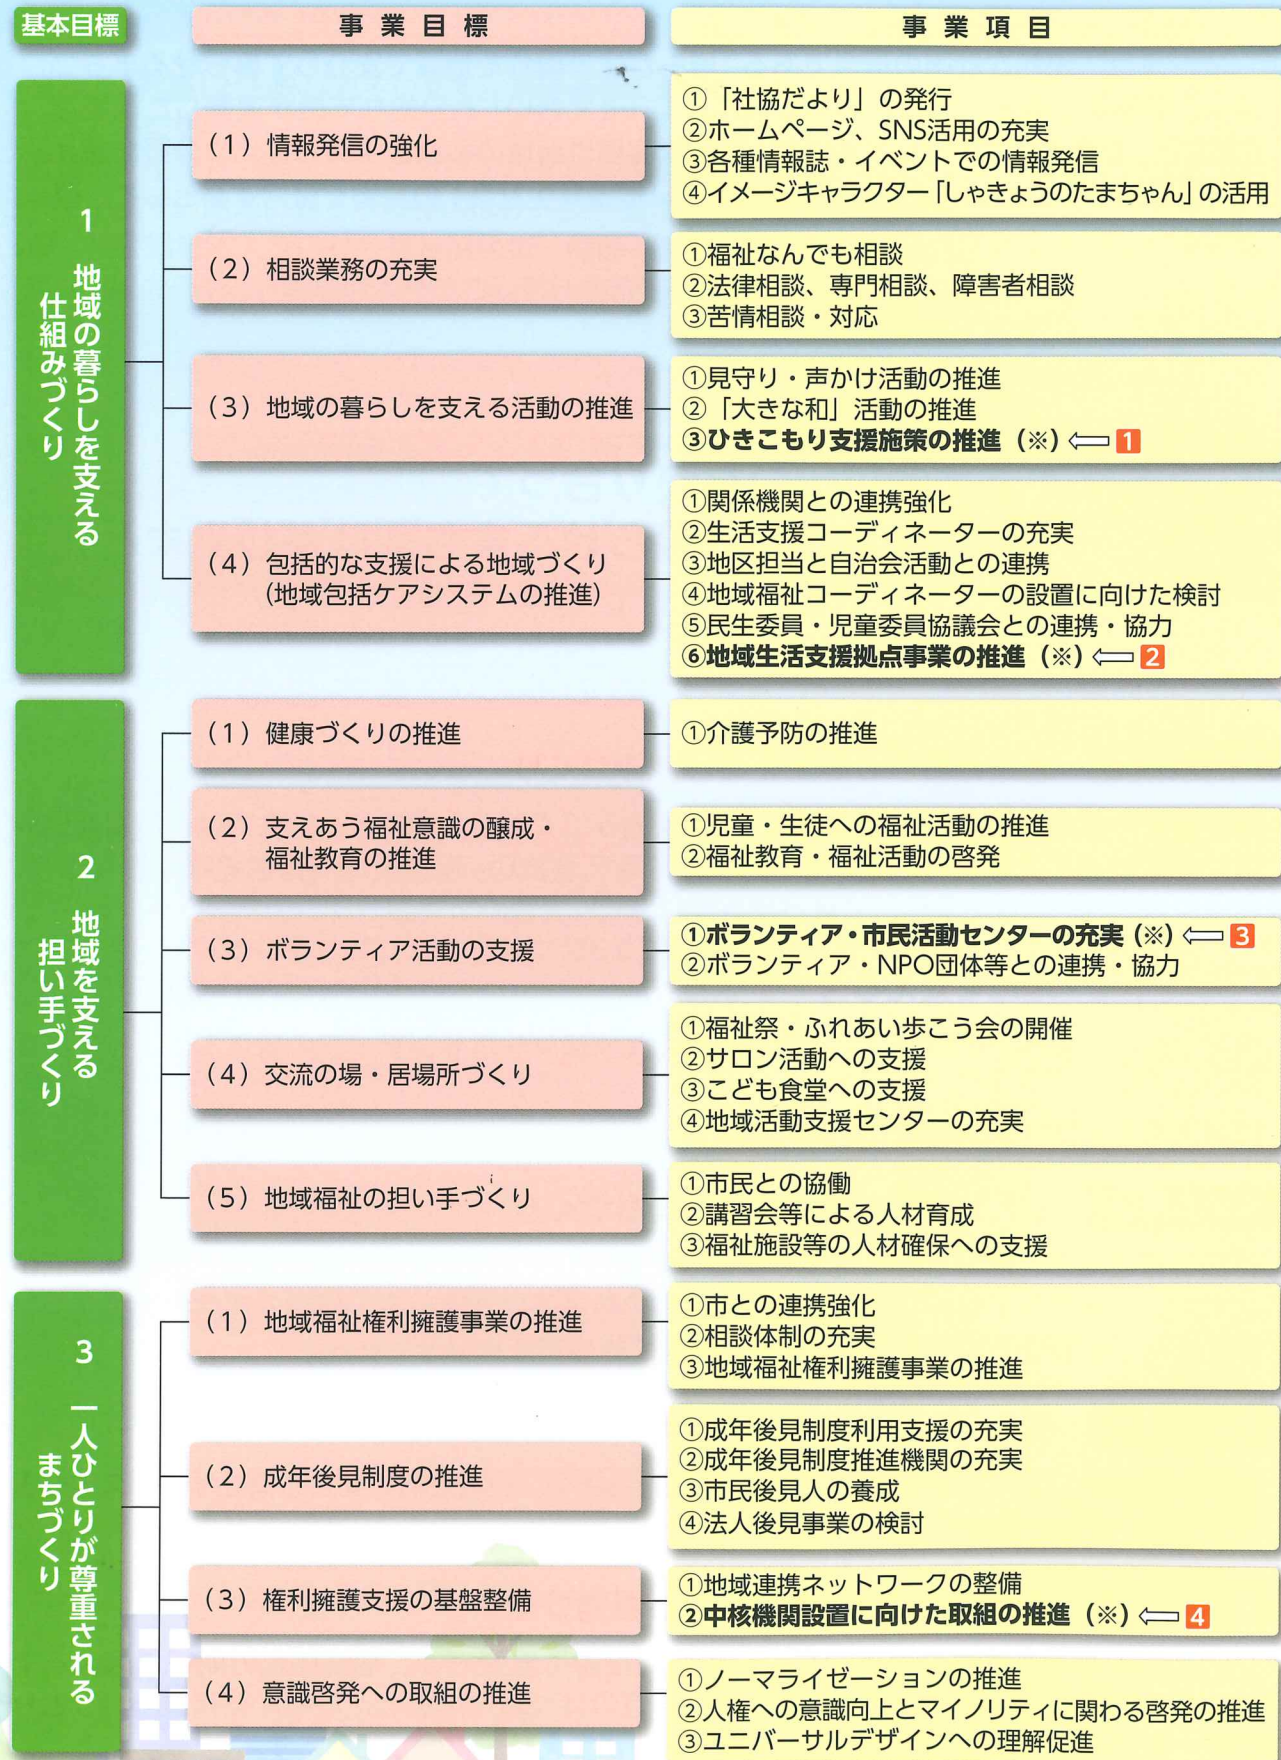 基本目標
事業目標
事業項目
1 地域の暮らしを支える
仕組みづくり
（1）情報発信の強化
①「社協だより」の発行
②ホームページ、SNS活用の充実
③各種情報誌・イベントでの情報発信
④イメージキャラクター「しゃきょうのたまちゃん」の活用
（2）相談業務の充実
①福祉なんでも相談
②法律相談、専門相談、障害者相談
③苦情相談・対応
（3）地域の暮らしを支える活動の推進
①見守り・声かけ活動の推進
②「大きな和」活動の推進
③ひきこもり支援施策の推進（※）⇐ 1
（4）包括的な支援による地域づくり
（地域包括ケアシステムの推進）
①関係機関との連携強化
②生活支援コーディネーターの充実
③地区担当と自治会活動との連携
④地域福祉コーディネーターの設置に向けた検討
⑤民生委員・児童委員協議会との連携・協力
⑥地域生活支援拠点事業の推進（※）⇐ 2
2 地域を支える
担い手づくり
（1）健康づくりの推進
①介護予防の推進
（2）支えあう福祉意識の醸成・
福祉教育の推進
①児童・生徒への福祉活動の推進
②福祉教育・福祉活動の啓発
（3）ボランティア活動の支援
①ボランティア・市民活動センターの充実（※）⇐ 3
②ボランティア・NPO団体等との連携・協力
（4）交流の場・居場所づくり
①福祉祭・ふれあい歩こう会の開催
②サロン活動への支援
③こども食堂への支援
④地域活動支援センターの充実
（5）地域福祉の担い手づくり
①市民との協働
②講習会等による人材育成
③福祉施設等の人材確保への支援
3 一人ひとりが尊重される
まちづくり
（1）地域福祉権利擁護事業の推進
①市との連携強化
②相談体制の充実
③地域福祉権利擁護事業の推進
（2）成年後見制度の推進
①成年後見制度利用支援の充実
②成年後見制度推進機関の充実
③市民後見人の養成
④法人後見事業の検討
（3）権利擁護支援の基盤整備
①地域連携ネットワークの整備
②中核機関設置に向けた取組の推進（※）⇐ 4
（4）意識啓発への取組の推進
①ノーマライゼーションの推進
②人権への意識向上とマイノリティに関わる啓発の推進
③ユニバーサルデザインへの理解促進